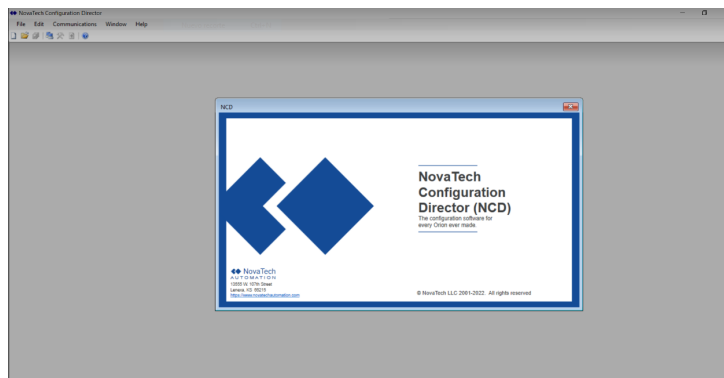 NovaTech Configuration Director
File Edit Communications Window Help
NCD
NovaTech
Configuration
Director (NCD)
The configuration software for
every Orion ever made.
NovaTech
AUTOMATION
13555 W. 107th Street
Lenexa, KS 66215
https://www.novatechautomation.com
© NovaTech LLC 2001-2022. All rights reserved